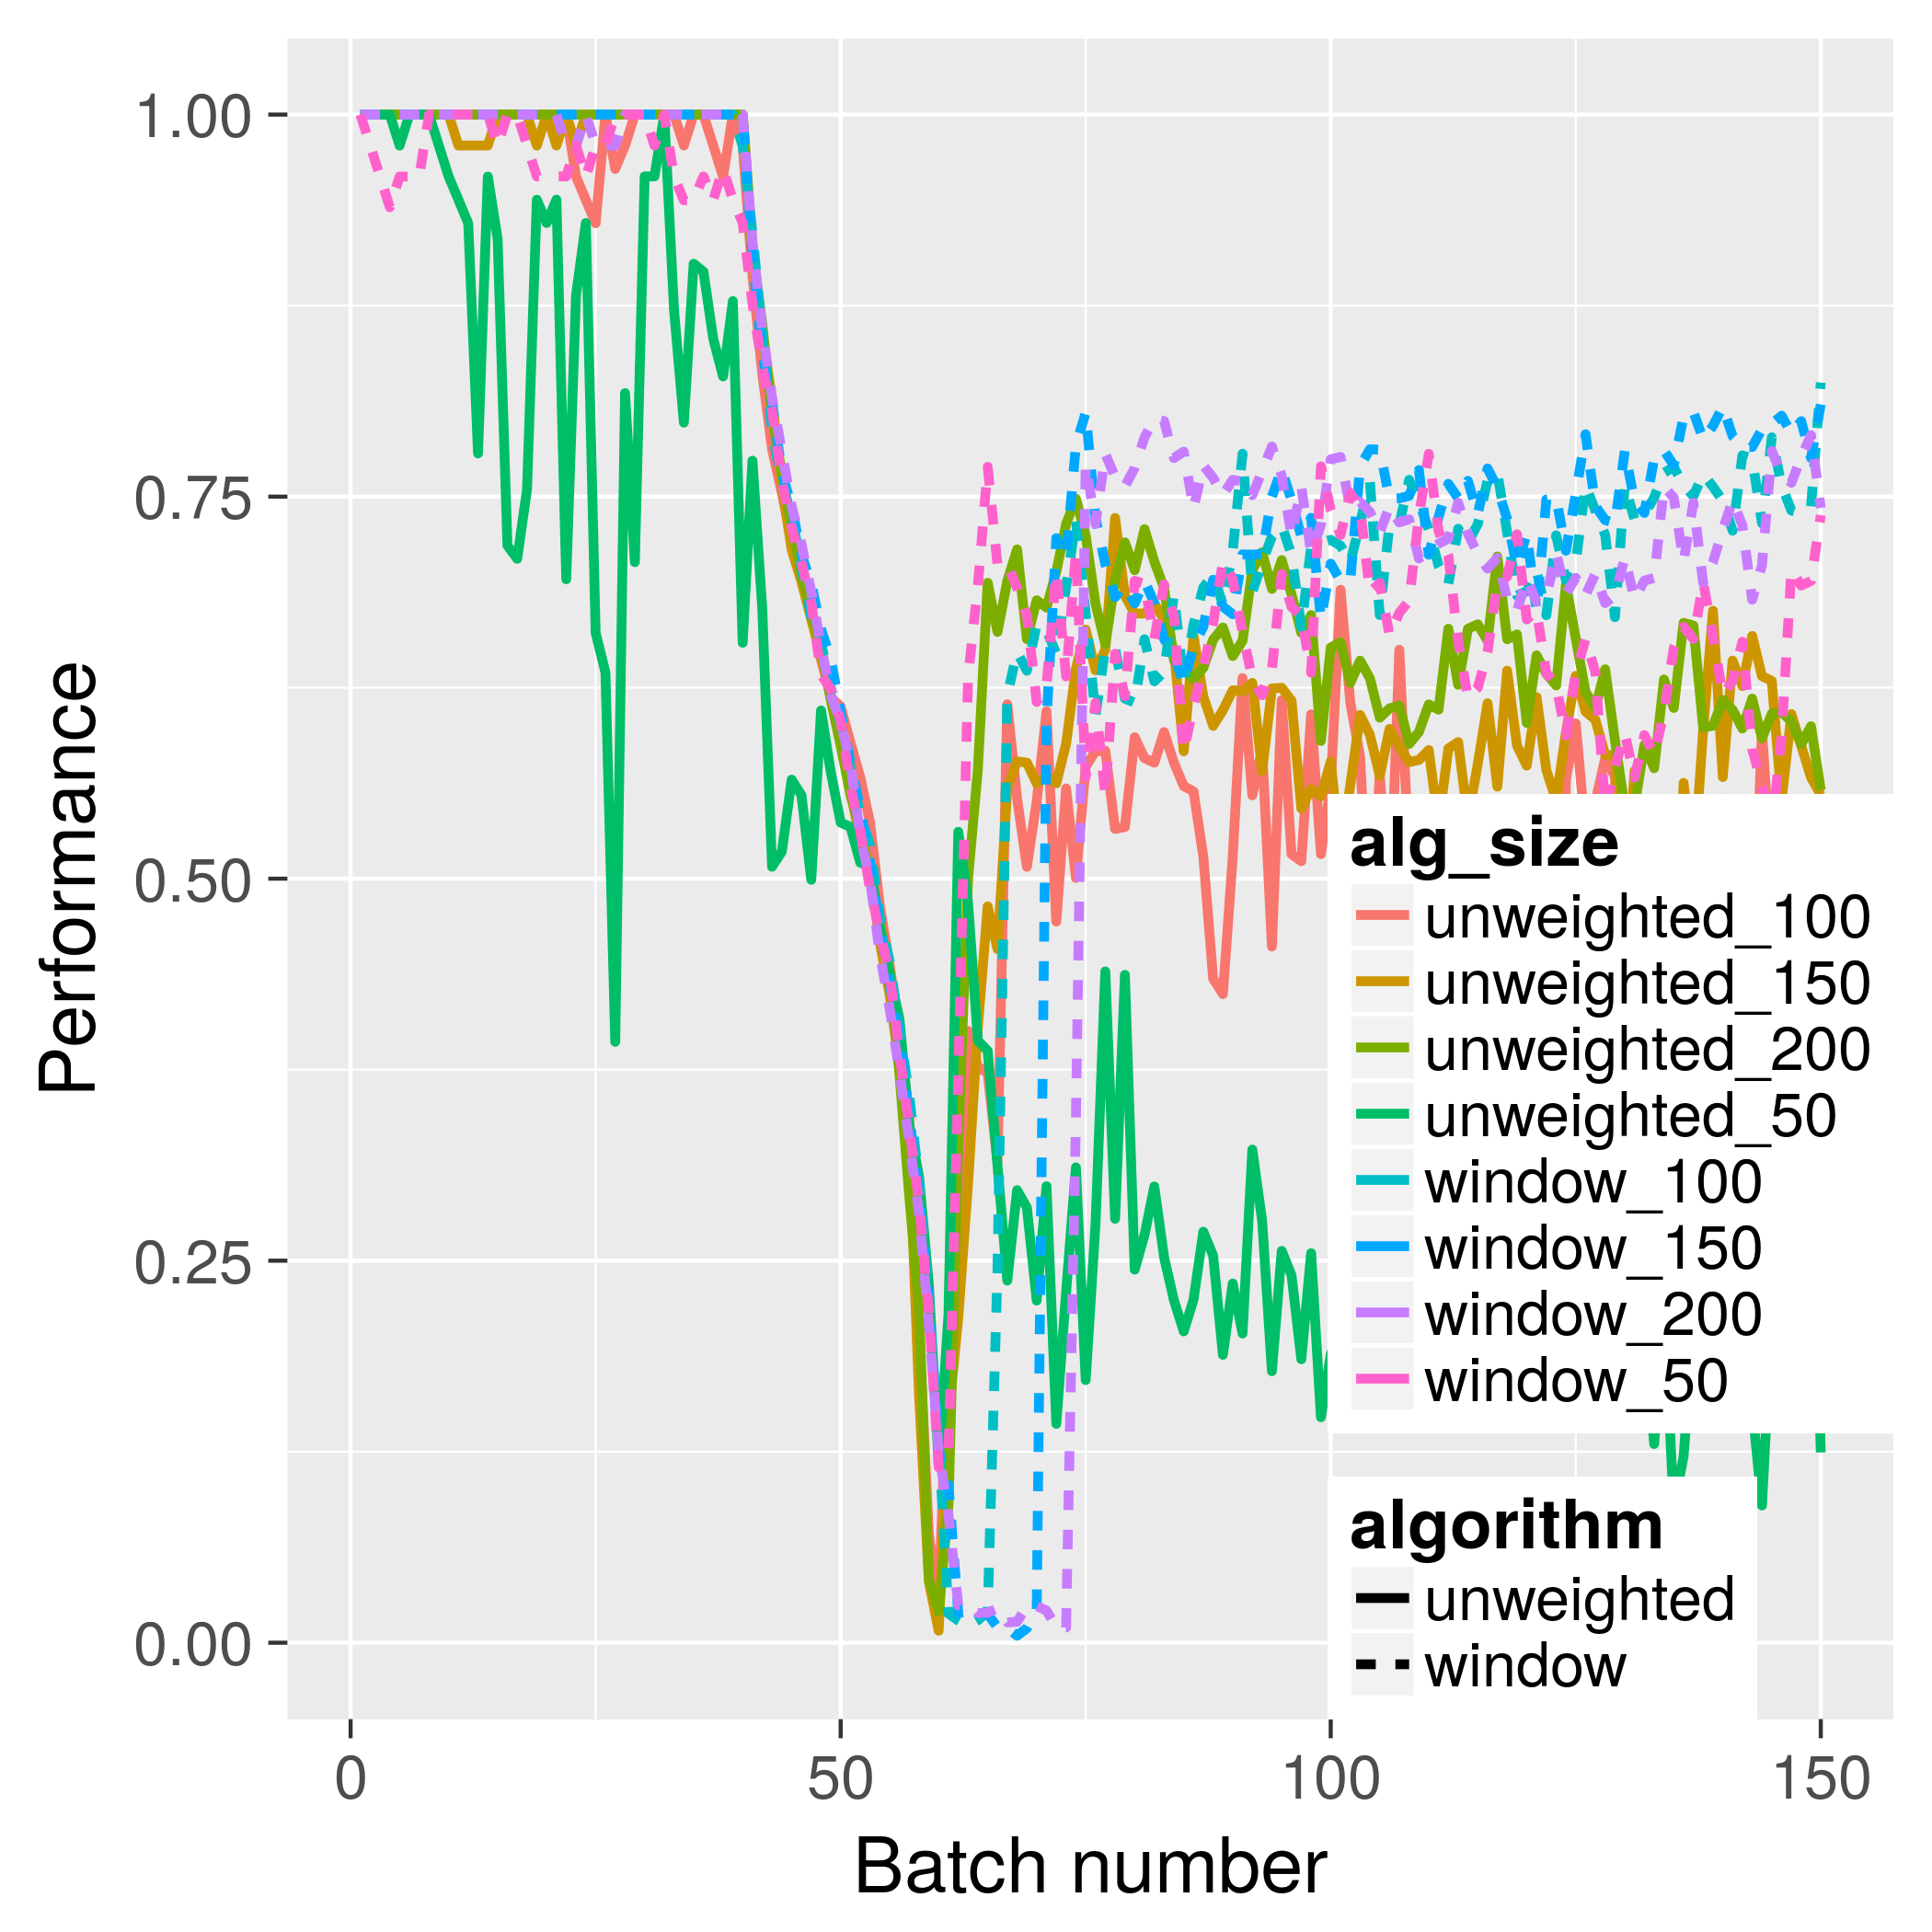 1.00
0.75
0.50
0.25
0.00
Performance
0
50
100
150
Batch number
alg_size
unweighted_100
unweighted_150
unweighted_200
unweighted_50
window_100
window_150
window_200
window_50
algorithm
unweighted
window